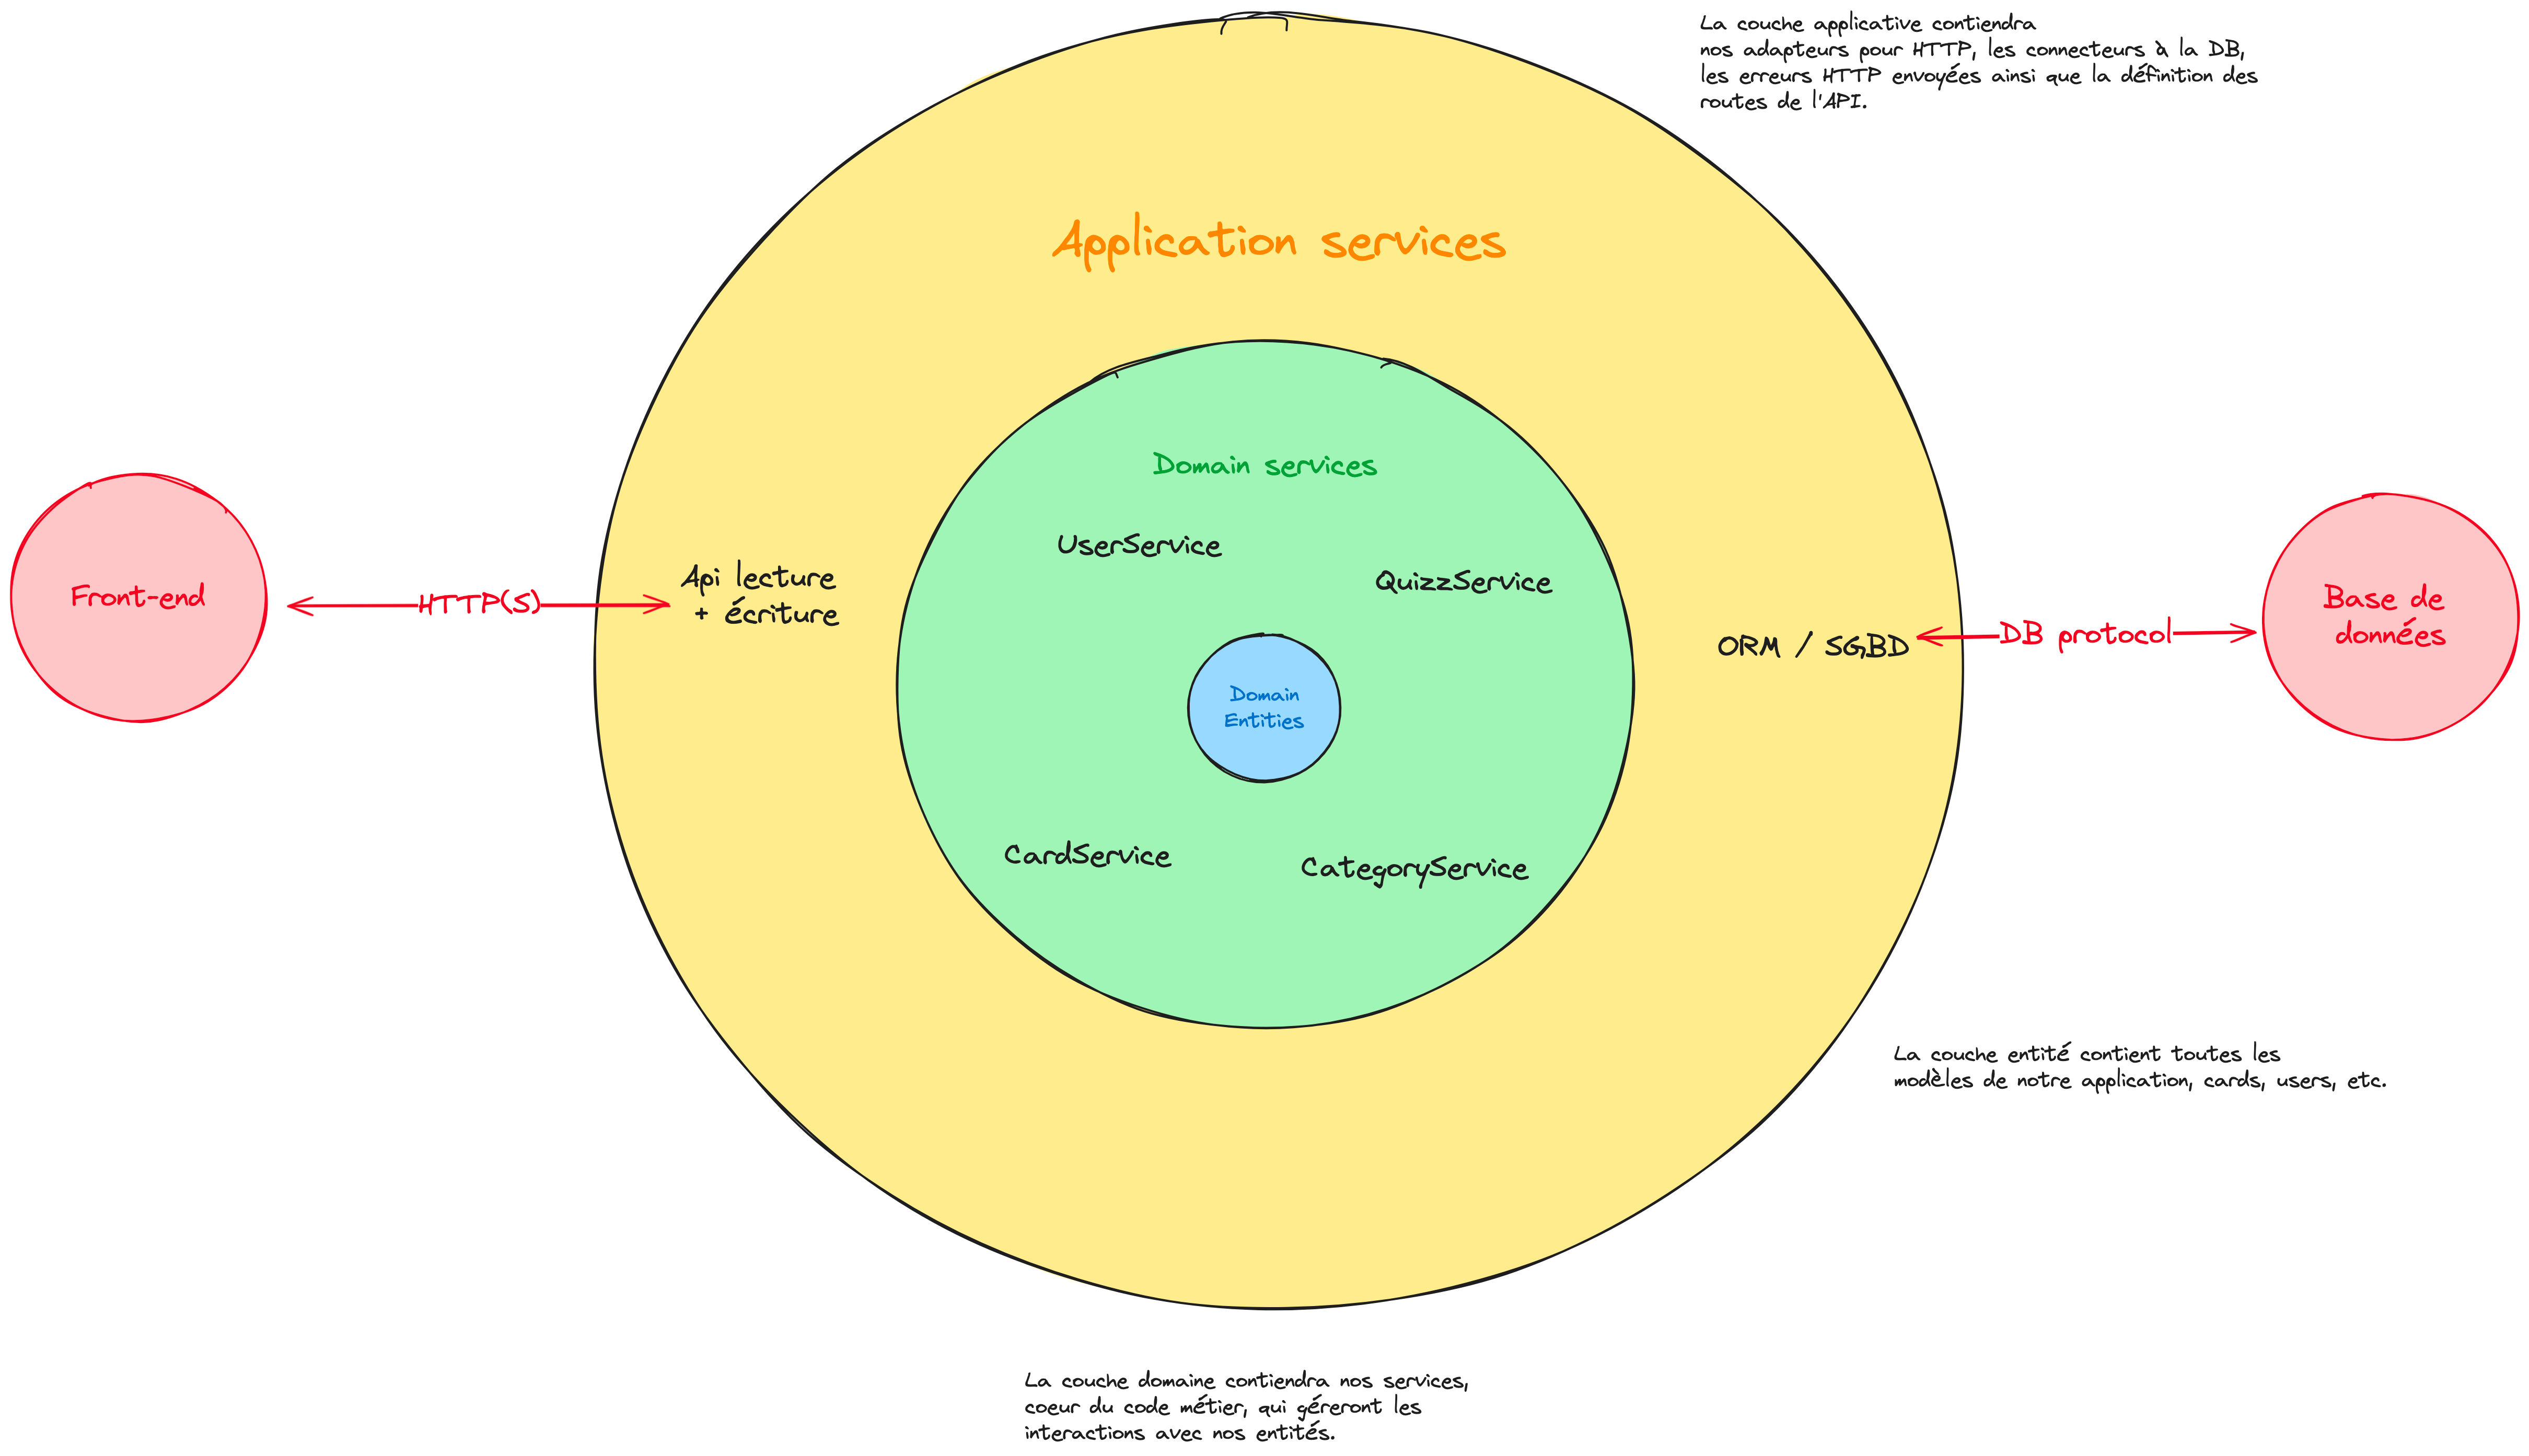 La couche applicative contiendra
nos adapteurs pour HTTP, les connecteurs à la DB,
les erreurs HTTP envoyées ainsi que la définition des
routes de l'API.
Application services
Domain services
UserService
QuizzService
Front-end
HTTP(S)
Api lecture
+ écriture
ORM / SGBD
DB protocol
Base de
données
Domain
Entities
CardService
CategoryService
La couche entité contient toutes les
modèles de notre application, cards, users, etc.
La couche domaine contiendra nos services,
coeur du code métier, qui géreront les
interactions avec nos entités.